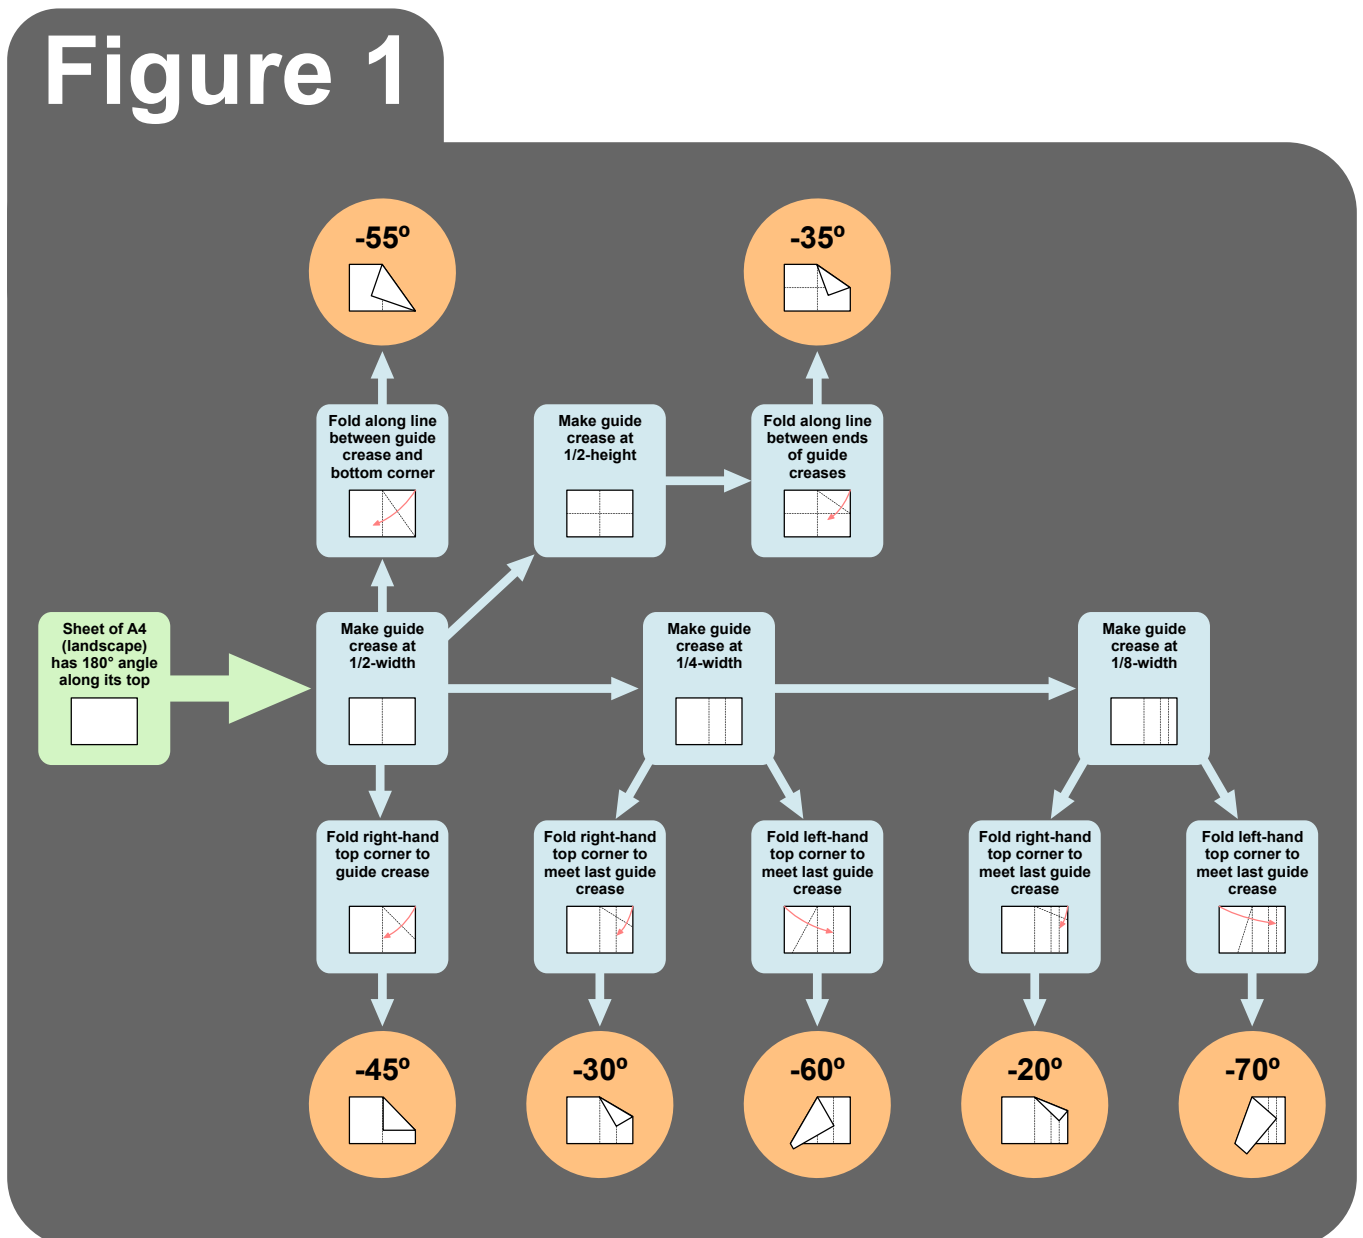 Figure 1
-55º
-35º
Fold along line
between guide
crease and
bottom corner
Make guide
crease at
1/2-height
Fold along line
between ends
of guide
creases
Sheet of A4
(landscape)
has 180° angle
along its top
Make guide
crease at
1/2-width
Make guide
crease at
1/4-width
Make guide
crease at
1/8-width
Fold right-hand
top corner to
guide crease
Fold right-hand
top corner to
meet last guide
crease
Fold left-hand
top corner to
meet last guide
crease
Fold right-hand
top corner to
meet last guide
crease
Fold left-hand
top corner to
meet last guide
crease
-45º
-30º
-60º
-20º
-70º